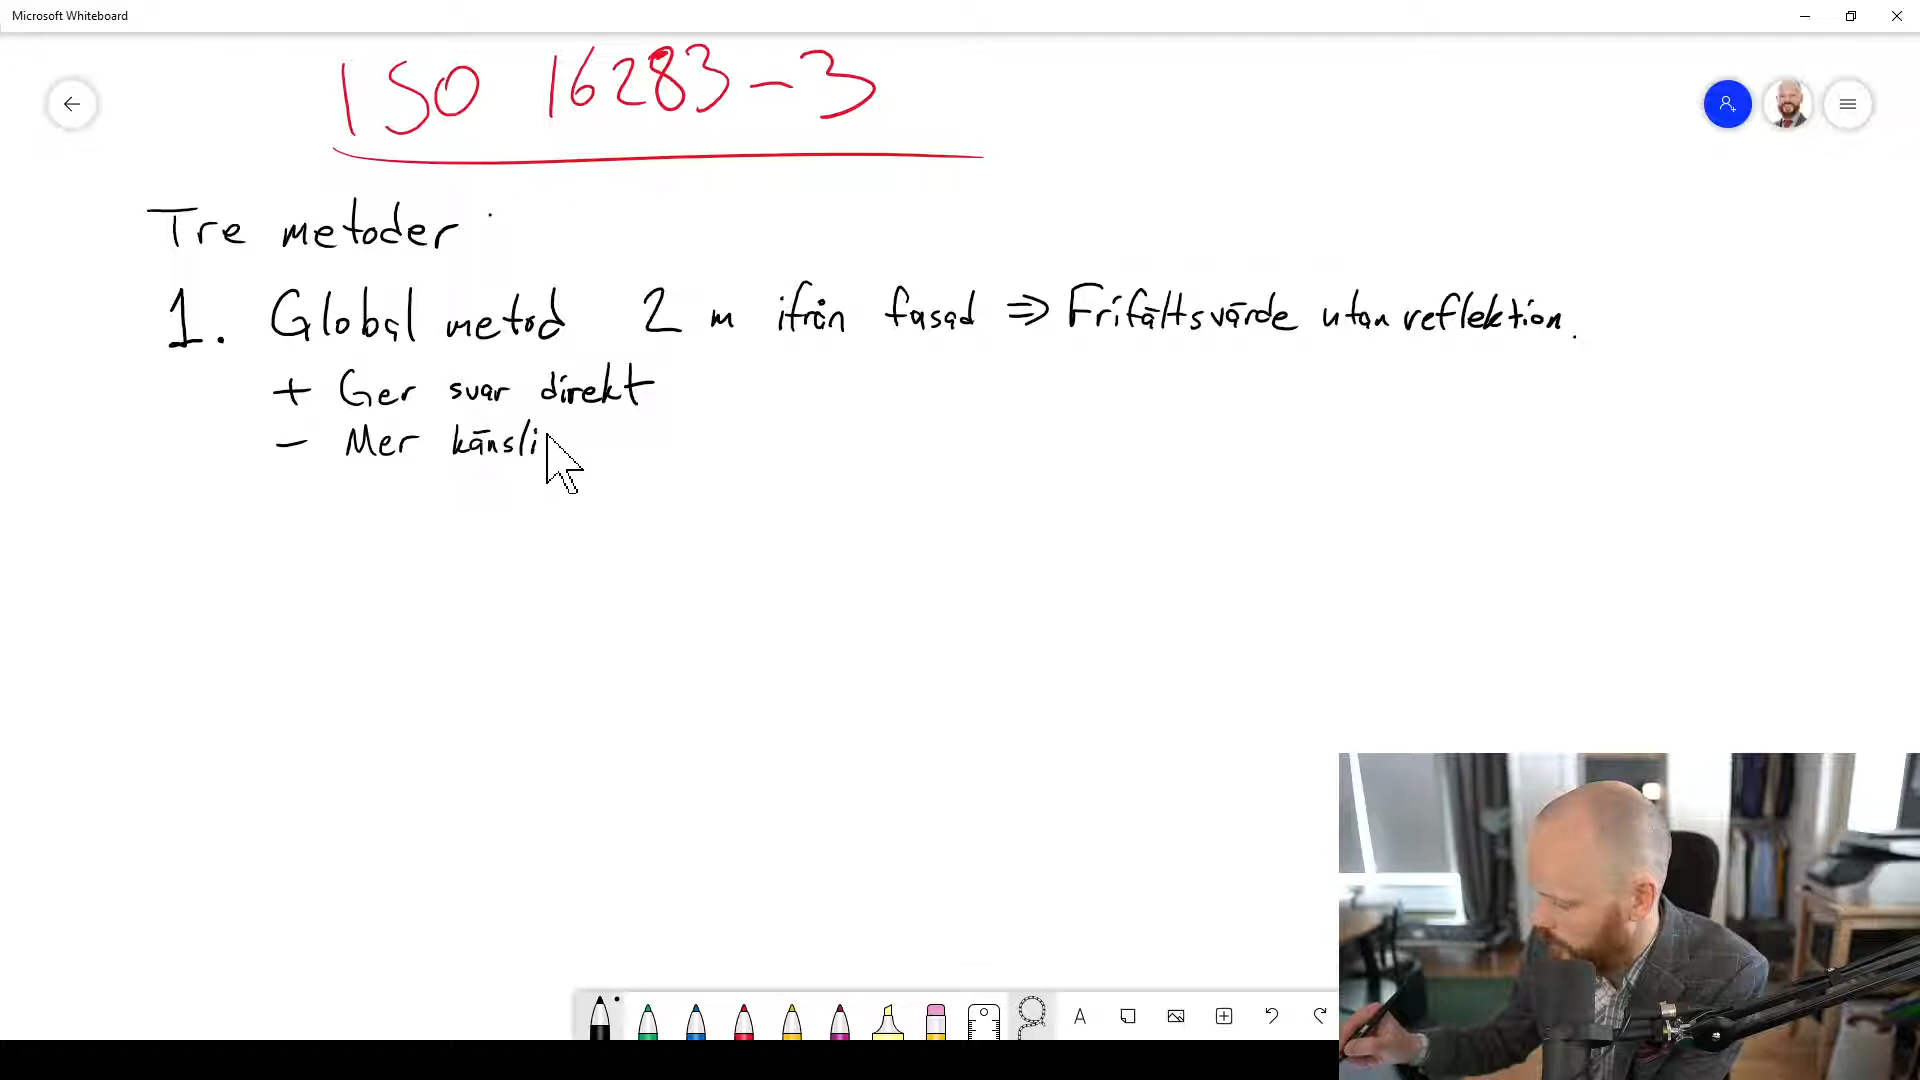 Microsoft Whiteboard
ISO 16283-3
Tre metoder
1. Global metod 2 m ifrån fasad ⇒ Frifältsvärde utan reflektion.
+ Ger svar direkt
- Mer känsli
A